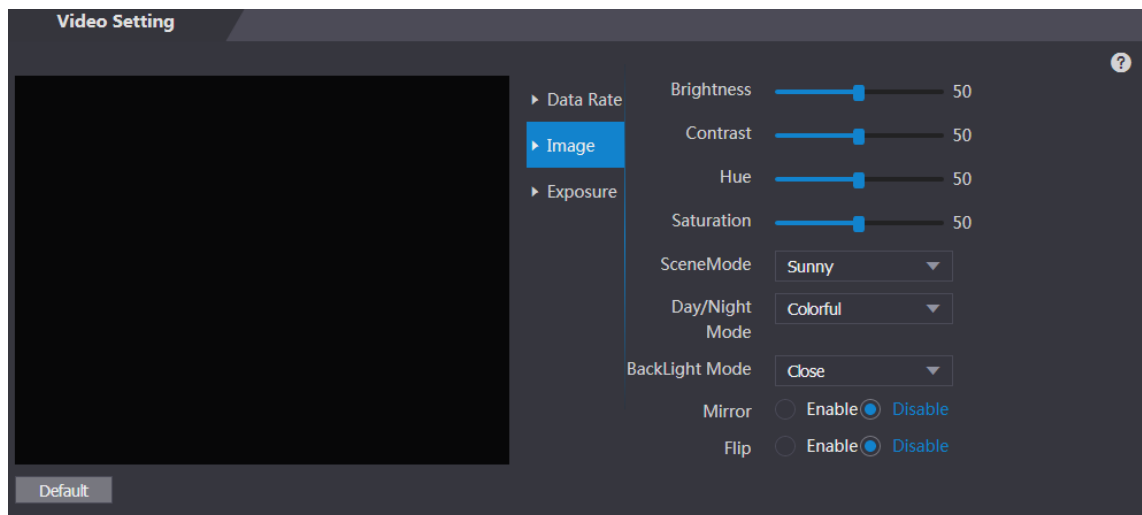 Video Setting
?
Data Rate
Image
Exposure
Brightness 50
Contrast 50
Hue 50
Saturation 50
SceneMode Sunny
Day/Night
Mode
Colorful
BackLight Mode Close
Mirror Enable Disable
Flip Enable Disable
Default